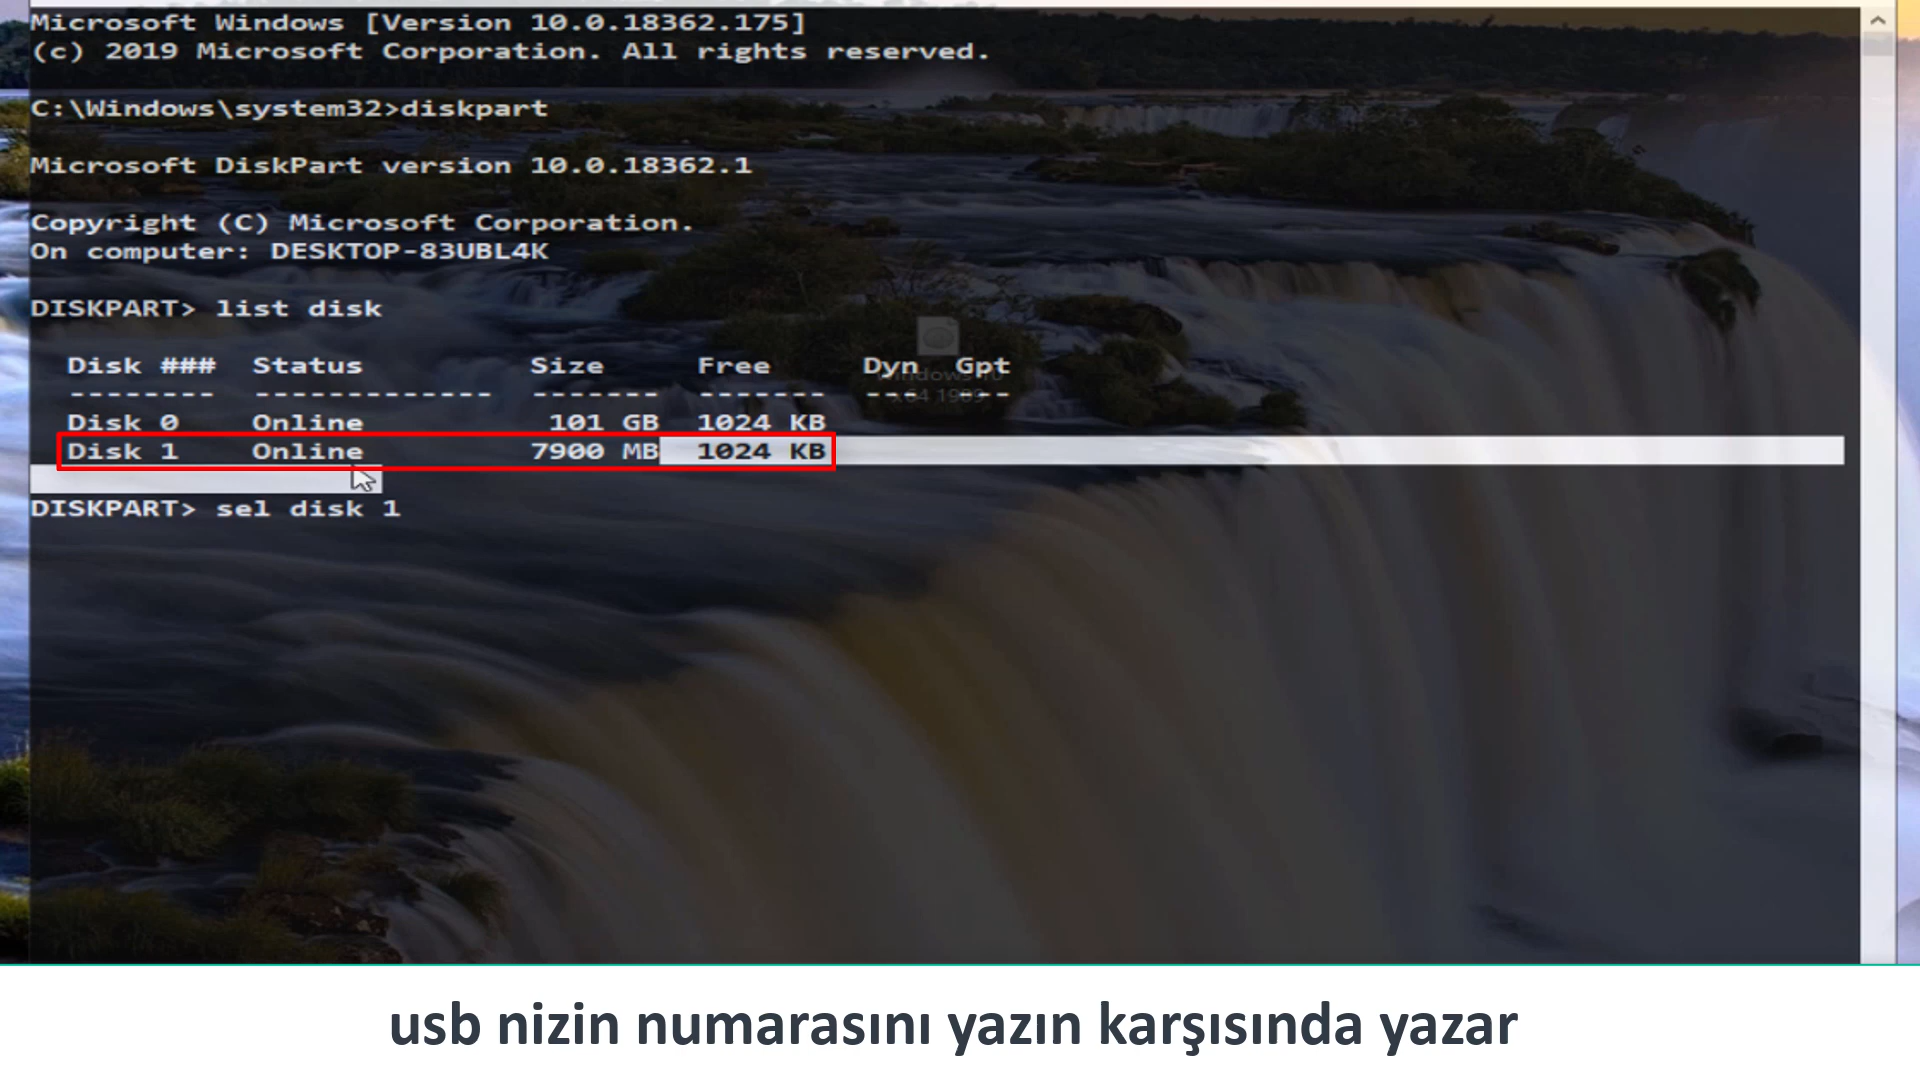 Microsoft Windows [Version 10.0.18362.175]
(c) 2019 Microsoft Corporation. All rights reserved.
C:\Windows\system32>diskpart
Microsoft DiskPart version 10.0.18362.1
Copyright (C) Microsoft Corporation.
On computer: DESKTOP-83UBL4K
DISKPART> list disk
Disk ### Status Size Free Dyn Gpt
-------- ------------- ------- ------- --- ---
Disk 0 Online 101 GB 1024 KB
Disk 1 Online 7900 MB 1024 KB
DISKPART> sel disk 1
usb nizin numarasını yazın karşısında yazar